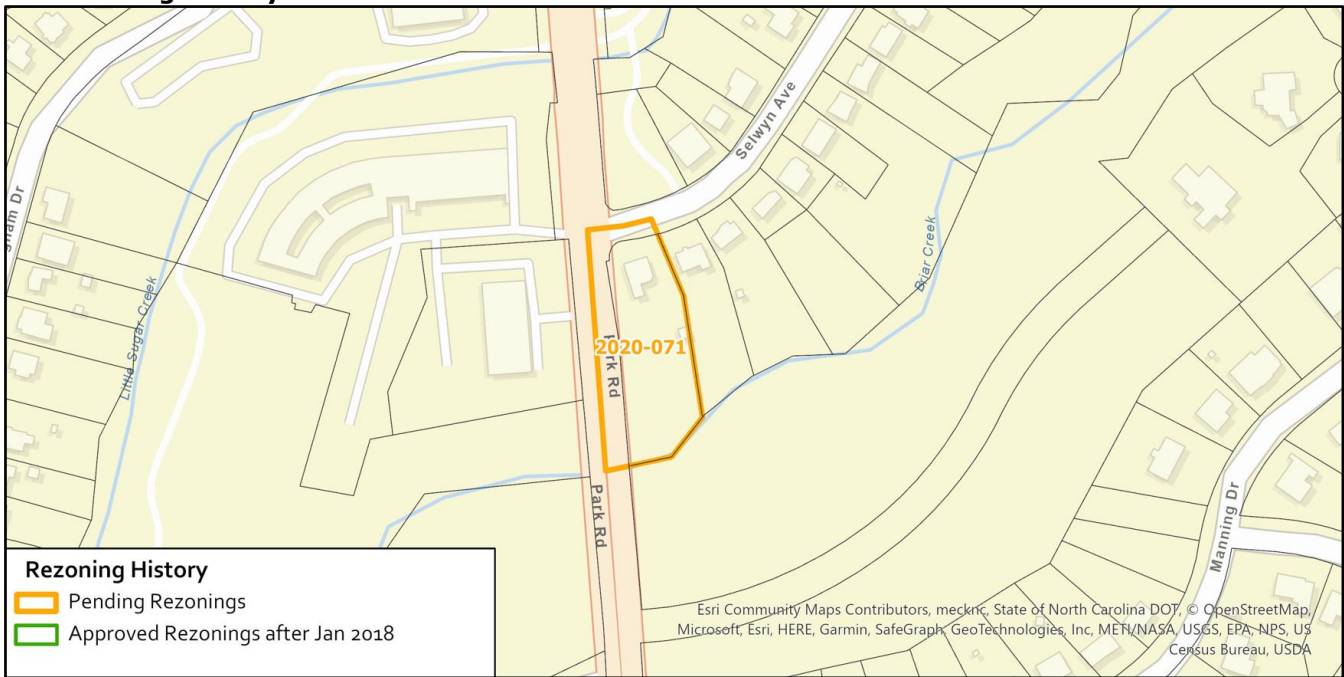 Selwyn Ave
Briar Creek
gham Dr
Little Sugar Creek
2020-071
Park Rd
Park Rd
Manning Dr
Rezoning History
Pending Rezonings
Approved Rezonings after Jan 2018
Esri Community Maps Contributors, mecknc, State of North Carolina DOT, © OpenStreetMap,
Microsoft, Esri, HERE, Garmin, SafeGraph, GeoTechnologies, Inc, METI/NASA, USGS, EPA, NPS, US
Census Bureau, USDA